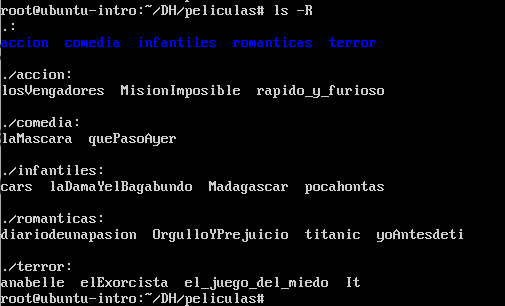 root@ubuntu-intro:~/DH/peliculas# ls -R
.:
accion comedia infantiles romanticas terror
./accion:
losVengadores MisionImposible rapido_y_furioso
./comedia:
laMascara quePasoAyer
./infantiles:
cars laDamaYelBagabundo Madagascar pocahontas
./romanticas:
diariodeunapasion OrgulloYPrejuicio titanic yoAntesdeti
./terror:
anabelle elExorcista el_juego_del_miedo It
root@ubuntu-intro:~/DH/peliculas#